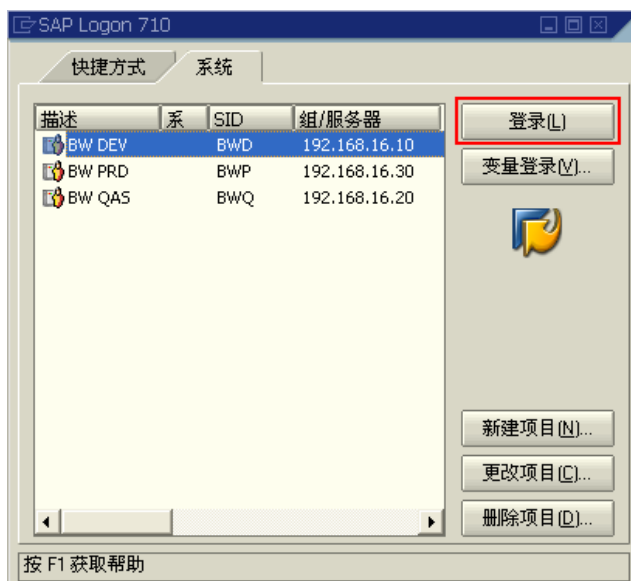 SAP Logon 710
快捷方式 系统
描述 系 SID 组/服务器
登录(L)
BW DEV BWD 192.168.16.10
BW PRD BWP 192.168.16.30
变量登录(V)...
BW QAS BWQ 192.168.16.20
新建项目(N)...
更改项目(C)...
删除项目(D)...
按 F1 获取帮助